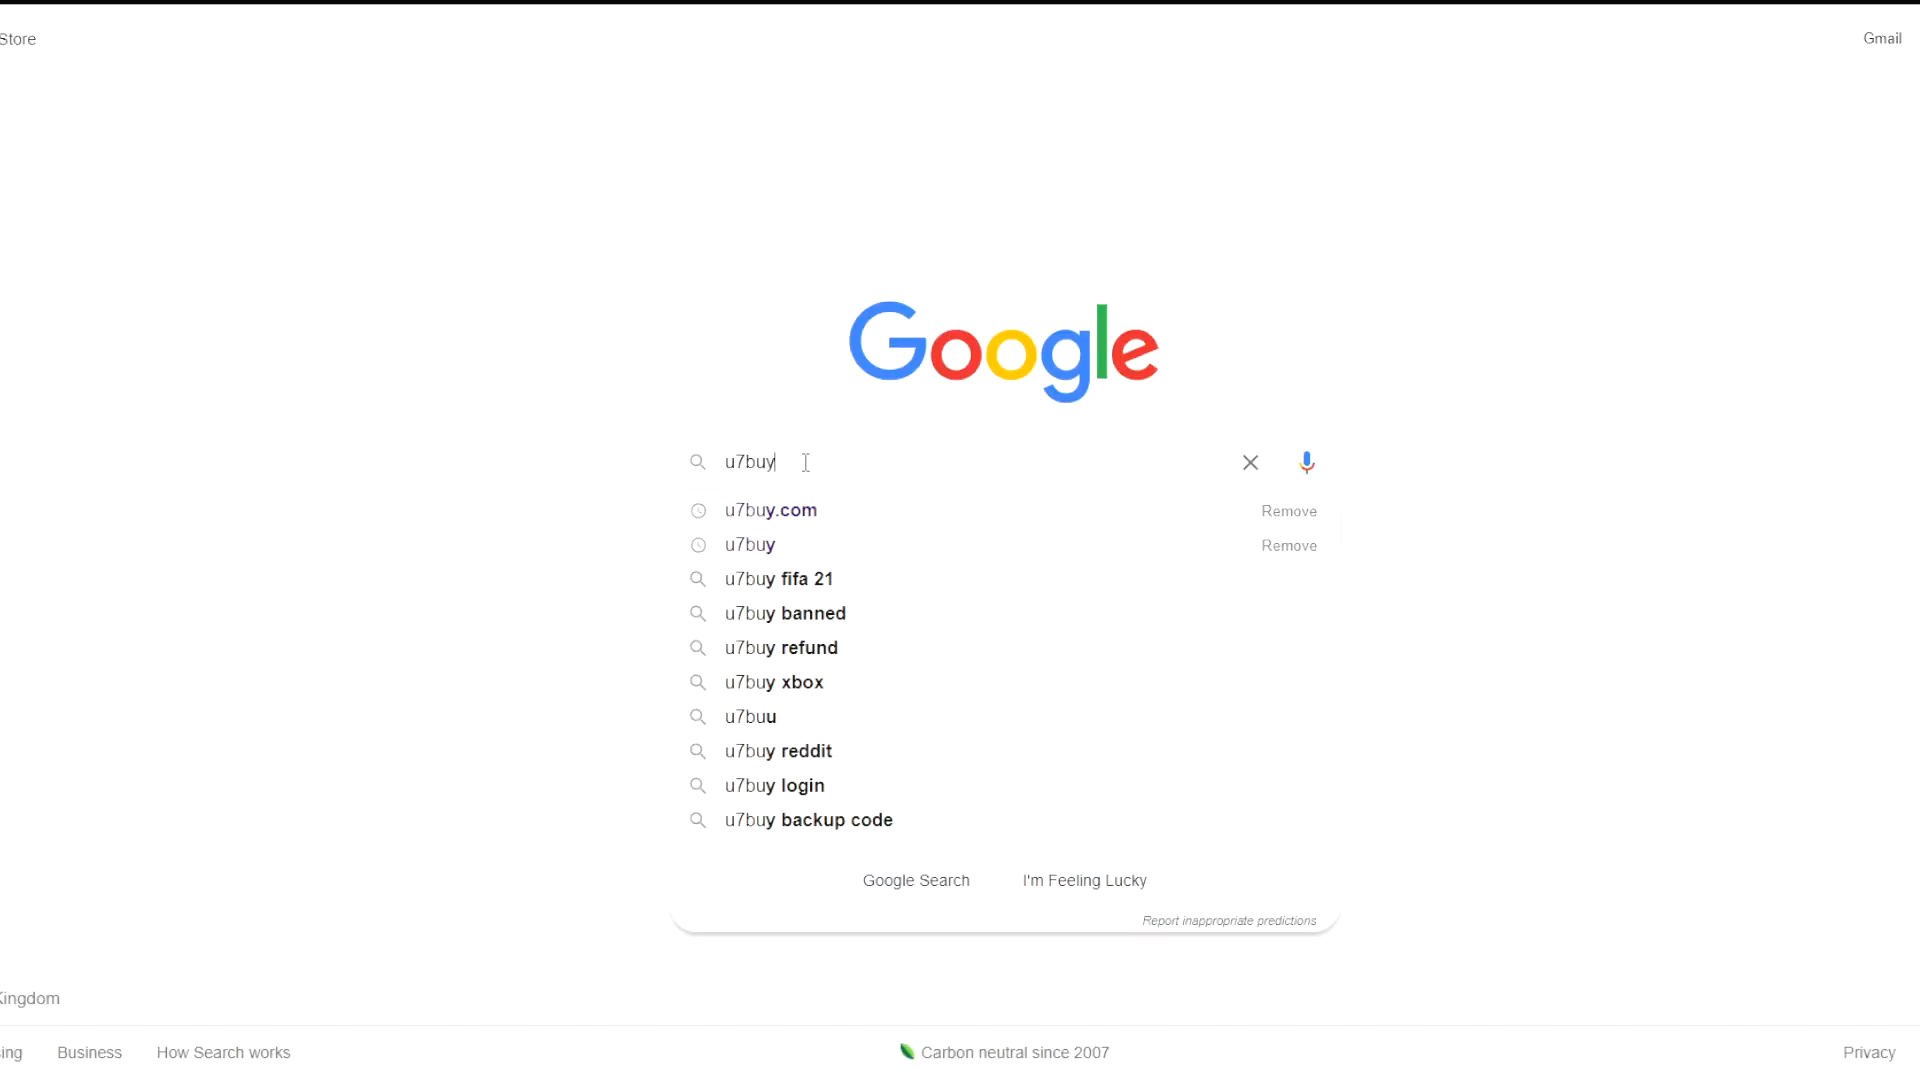 Store
Gmail
Google
u7buy
u7buy.com
Remove
u7buy
Remove
u7buy fifa 21
u7buy banned
u7buy refund
u7buy xbox
u7buu
u7buy reddit
u7buy login
u7buy backup code
Google Search
I'm Feeling Lucky
Report inappropriate predictions
Kingdom
ing
Business
How Search works
Carbon neutral since 2007
Privacy